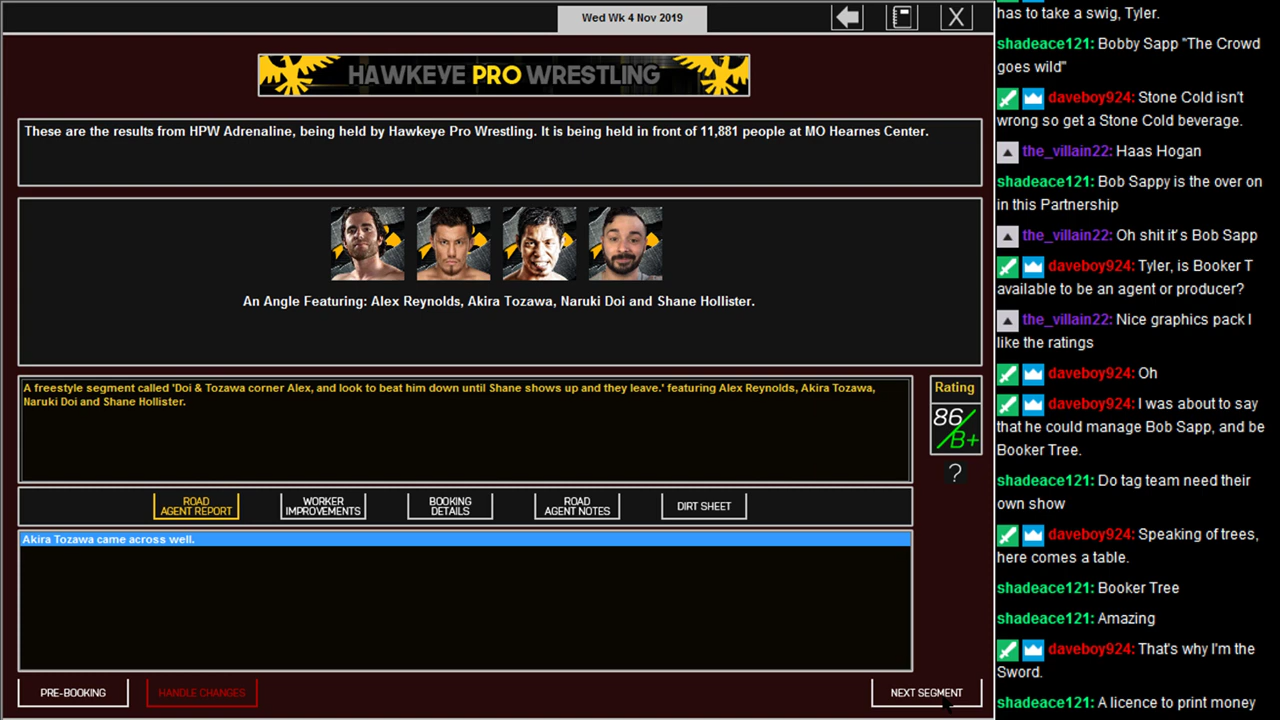 Wed Wk 4 Nov 2019
HAWKEYE PRO WRESTLING
These are the results from HPW Adrenaline, being held by Hawkeye Pro Wrestling. It is being held in front of 11,881 people at MO Hearnes Center.
An Angle Featuring: Alex Reynolds, Akira Tozawa, Naruki Doi and Shane Hollister.
A freestyle segment called 'Doi & Tozawa corner Alex, and look to beat him down until Shane shows up and they leave.' featuring Alex Reynolds, Akira Tozawa,
Naruki Doi and Shane Hollister.
Rating
86
B+
?
ROAD
AGENT REPORT
WORKER
IMPROVEMENTS
BOOKING
DETAILS
ROAD
AGENT NOTES
DIRT SHEET
Akira Tozawa came across well.
PRE-BOOKING
HANDLE CHANGES
NEXT SEGMENT
has to take a swig, Tyler.
shadeace121: Bobby Sapp "The Crowd
goes wild"
daveboy924: Stone Cold isn't
wrong so get a Stone Cold beverage.
the_villain22: Haas Hogan
shadeace121: Bob Sappy is the over on
in this Partnership
the_villain22: Oh shit it's Bob Sapp
daveboy924: Tyler, is Booker T
available to be an agent or producer?
the_villain22: Nice graphics pack I
like the ratings
daveboy924: Oh
daveboy924: I was about to say
that he could manage Bob Sapp, and be
Booker Tree.
shadeace121: Do tag team need their
own show
daveboy924: Speaking of trees,
here comes a table.
shadeace121: Booker Tree
shadeace121: Amazing
daveboy924: That's why I'm the
Sword.
shadeace121: A licence to print money